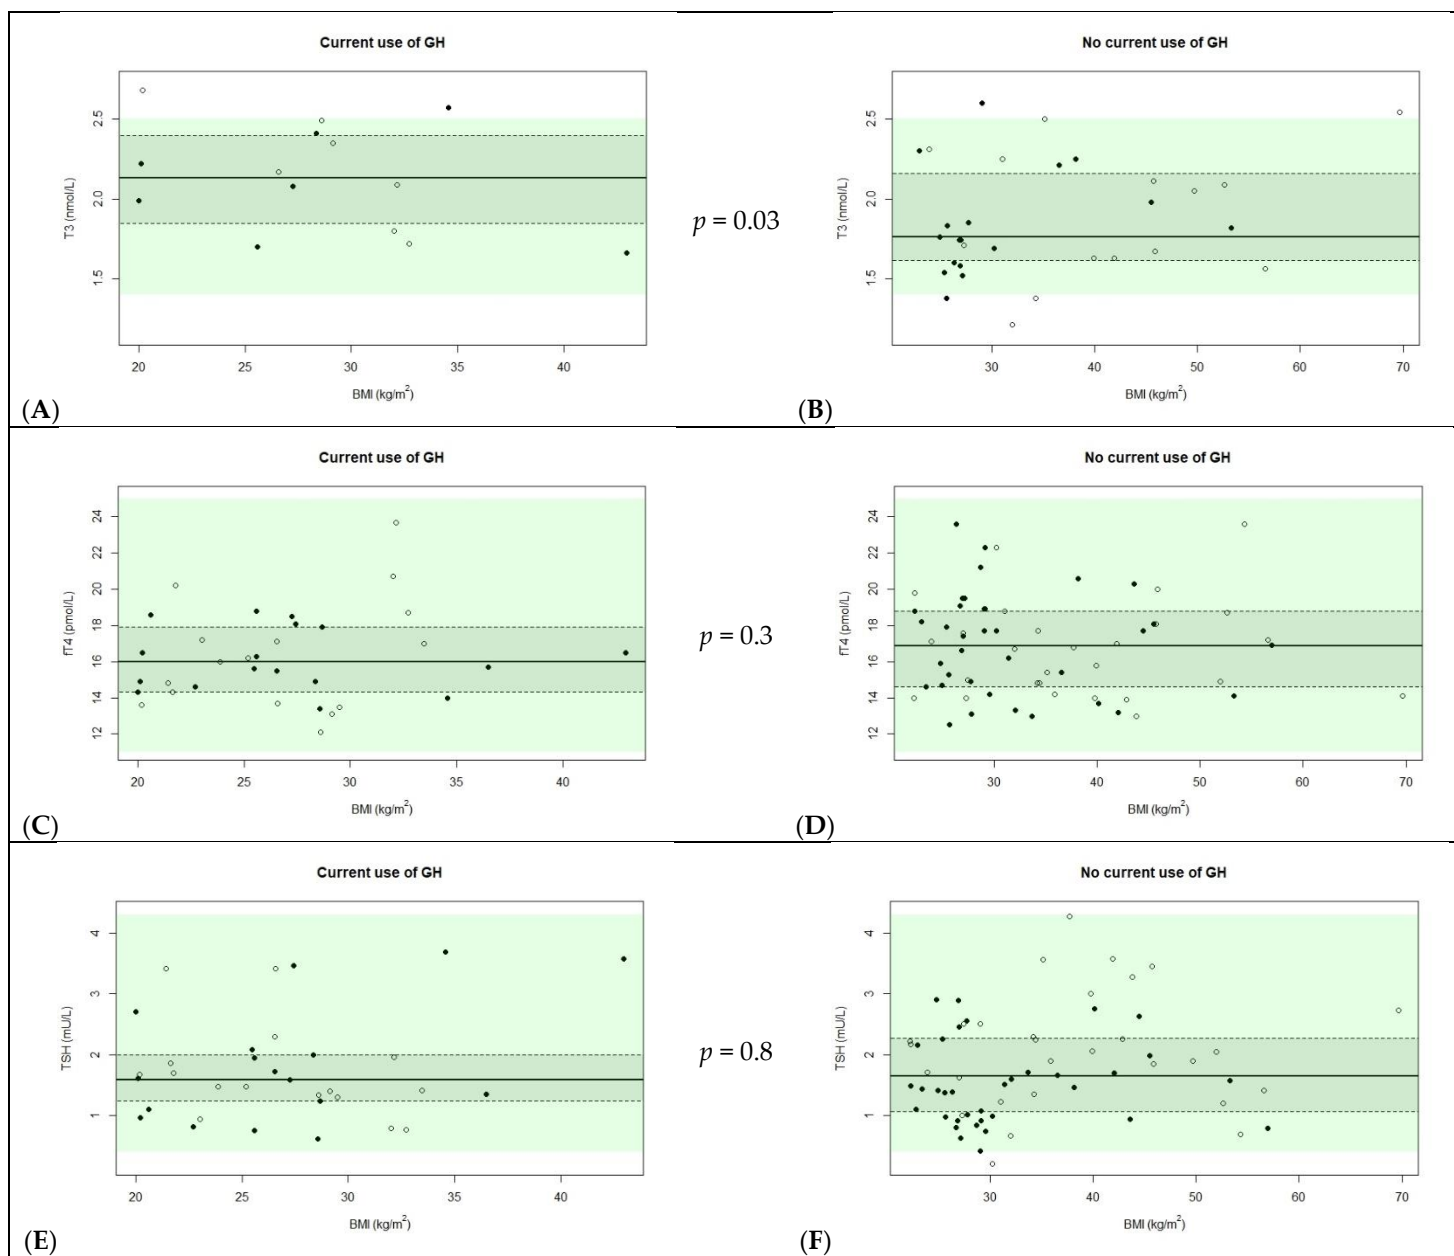 Current use of GH
T3 (nmol/L)
2.5
2.0
1.5
20 25 30 35 40
BMI (kg/m²)
(A)
p = 0.03
No current use of GH
T3 (nmol/L)
2.5
2.0
1.5
30 40 50 60 70
BMI (kg/m²)
(B)
Current use of GH
fT4 (pmol/L)
24
22
20
18
16
14
12
20 25 30 35 40
BMI (kg/m²)
(C)
p = 0.3
No current use of GH
fT4 (pmol/L)
24
22
20
18
16
14
12
30 40 50 60 70
BMI (kg/m²)
(D)
Current use of GH
TSH (mU/L)
4
3
2
1
20 25 30 35 40
BMI (kg/m²)
(E)
p = 0.8
No current use of GH
TSH (mU/L)
4
3
2
1
30 40 50 60 70
BMI (kg/m²)
(F)